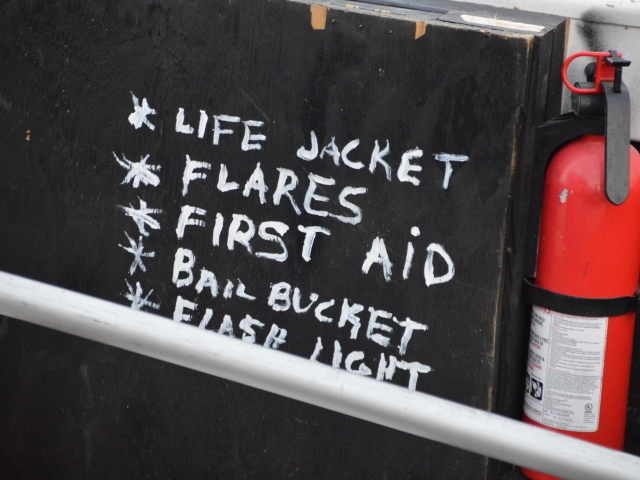 * LIFE JACKET
* FLARES
* FIRST AiD
* BAIL BUCKET
* FLASH LIGHT